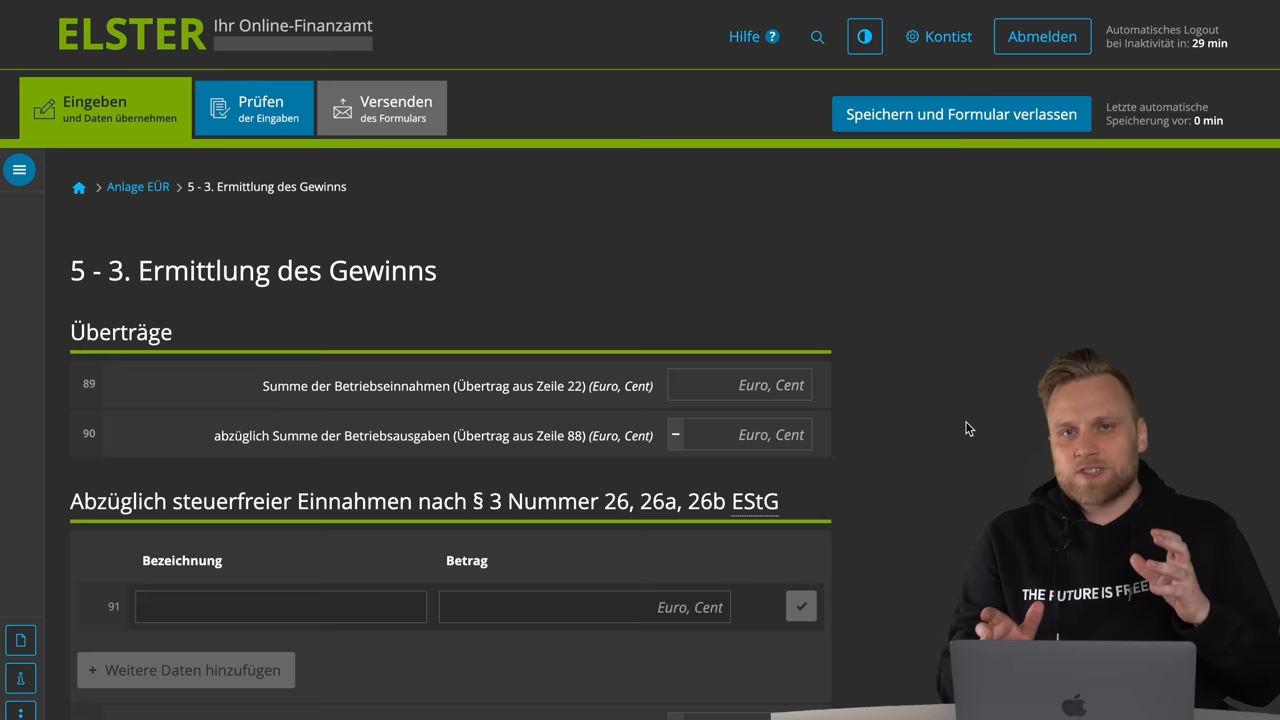 ELSTER
Ihr Online-Finanzamt
Hilfe ?
Kontist
Abmelden
Automatisches Logout
bei Inaktivität in: 29 min
Eingeben
und Daten übernehmen
Prüfen
der Eingaben
Versenden
des Formulars
Speichern und Formular verlassen
Letzte automatische
Speicherung vor: 0 min
Anlage EÜR > 5 - 3. Ermittlung des Gewinns
5 - 3. Ermittlung des Gewinns
Überträge
89 Summe der Betriebseinnahmen (Übertrag aus Zeile 22) (Euro, Cent) Euro, Cent
90 abzüglich Summe der Betriebsausgaben (Übertrag aus Zeile 88) (Euro, Cent) − Euro, Cent
Abzüglich steuerfreier Einnahmen nach § 3 Nummer 26, 26a, 26b EStG
Bezeichnung Betrag
91 Euro, Cent
+ Weitere Daten hinzufügen
THE FUTURE IS FREE